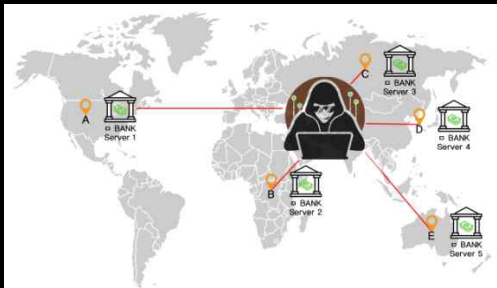 C
¤ BANK
Server 3
A
¤ BANK
Server 1
D
¤ BANK
Server 4
B
¤ BANK
Server 2
E
¤ BANK
Server 5